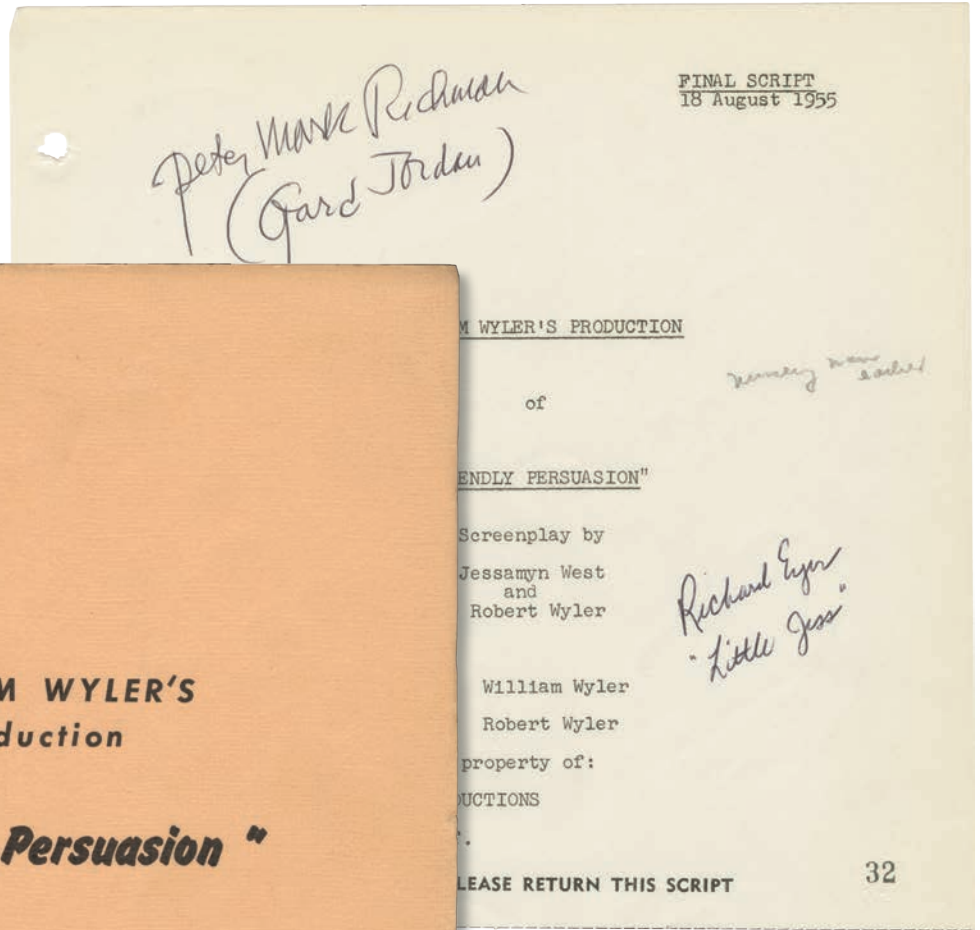 Peter Mark Richman
(Gard Jordan)
FINAL SCRIPT
18 August 1955
M WYLER'S PRODUCTION
of
ENDLY PERSUASION"
Screenplay by
Jessamyn West
and
Robert Wyler
Richard Eyer
"Little Jess"
William Wyler
Robert Wyler
property of:
UCTIONS
LEASE RETURN THIS SCRIPT
32
M WYLER'S
duction
Persuasion "